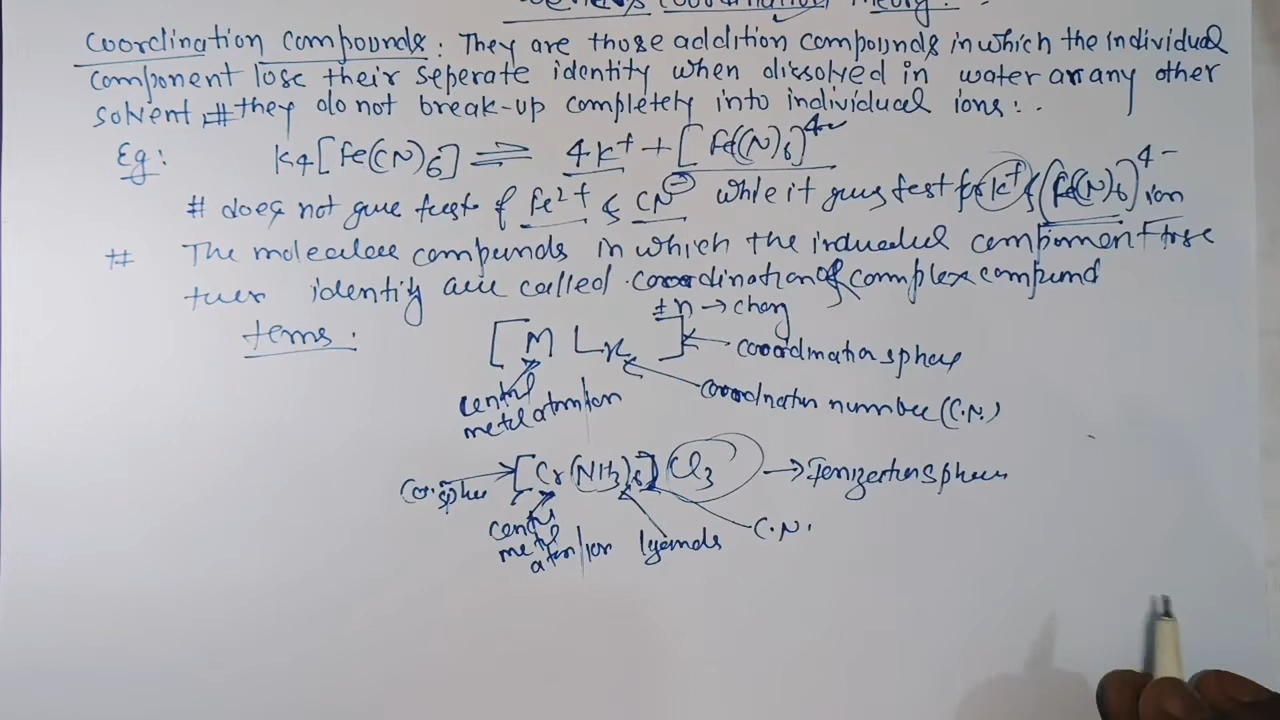 Coordination Theory:
Coordination compounds: They are those addition compounds in which the individual
component lose their seperate identity when dissolved in water or any other
solvent, # they do not break-up completely into individual ions:.
Eg: K4[Fe(CN)6] ⇌ 4K+ + [Fe(CN)6]4-
# does not give test of Fe2+ & CN- while it gives test for K+ & [Fe(CN)6]4- ion
# The molecular compounds in which the individual component lose
their identity are called coordination or complex compound
terms:
±n → charg
[M Lx] ← coordination sphere
central
metal atom/ion
coordination number (C.N.)
Co. sphere → [Cr(NH3)6] Cl3 → Ionization sphere
central
metal
atom/ion
lygands
C.N.